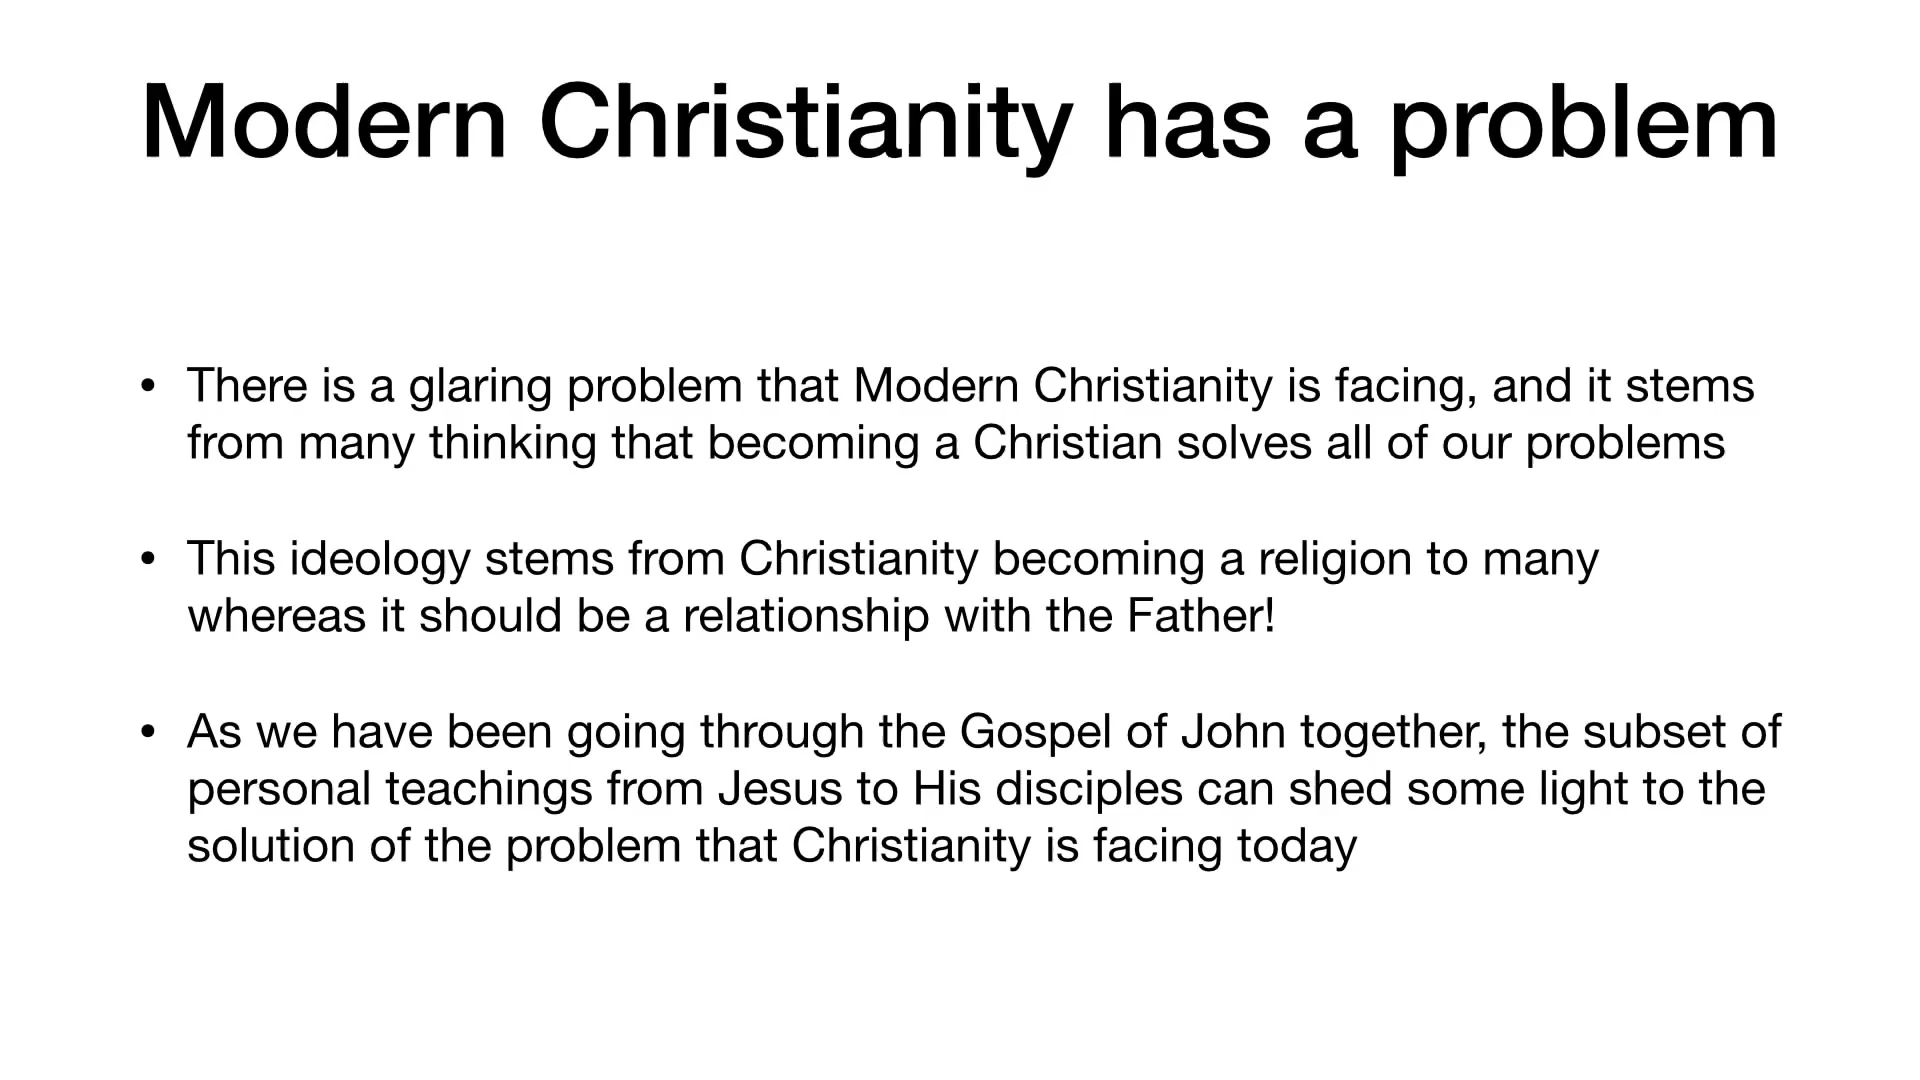 Modern Christianity has a problem
• There is a glaring problem that Modern Christianity is facing, and it stems
from many thinking that becoming a Christian solves all of our problems
• This ideology stems from Christianity becoming a religion to many
whereas it should be a relationship with the Father!
• As we have been going through the Gospel of John together, the subset of
personal teachings from Jesus to His disciples can shed some light to the
solution of the problem that Christianity is facing today